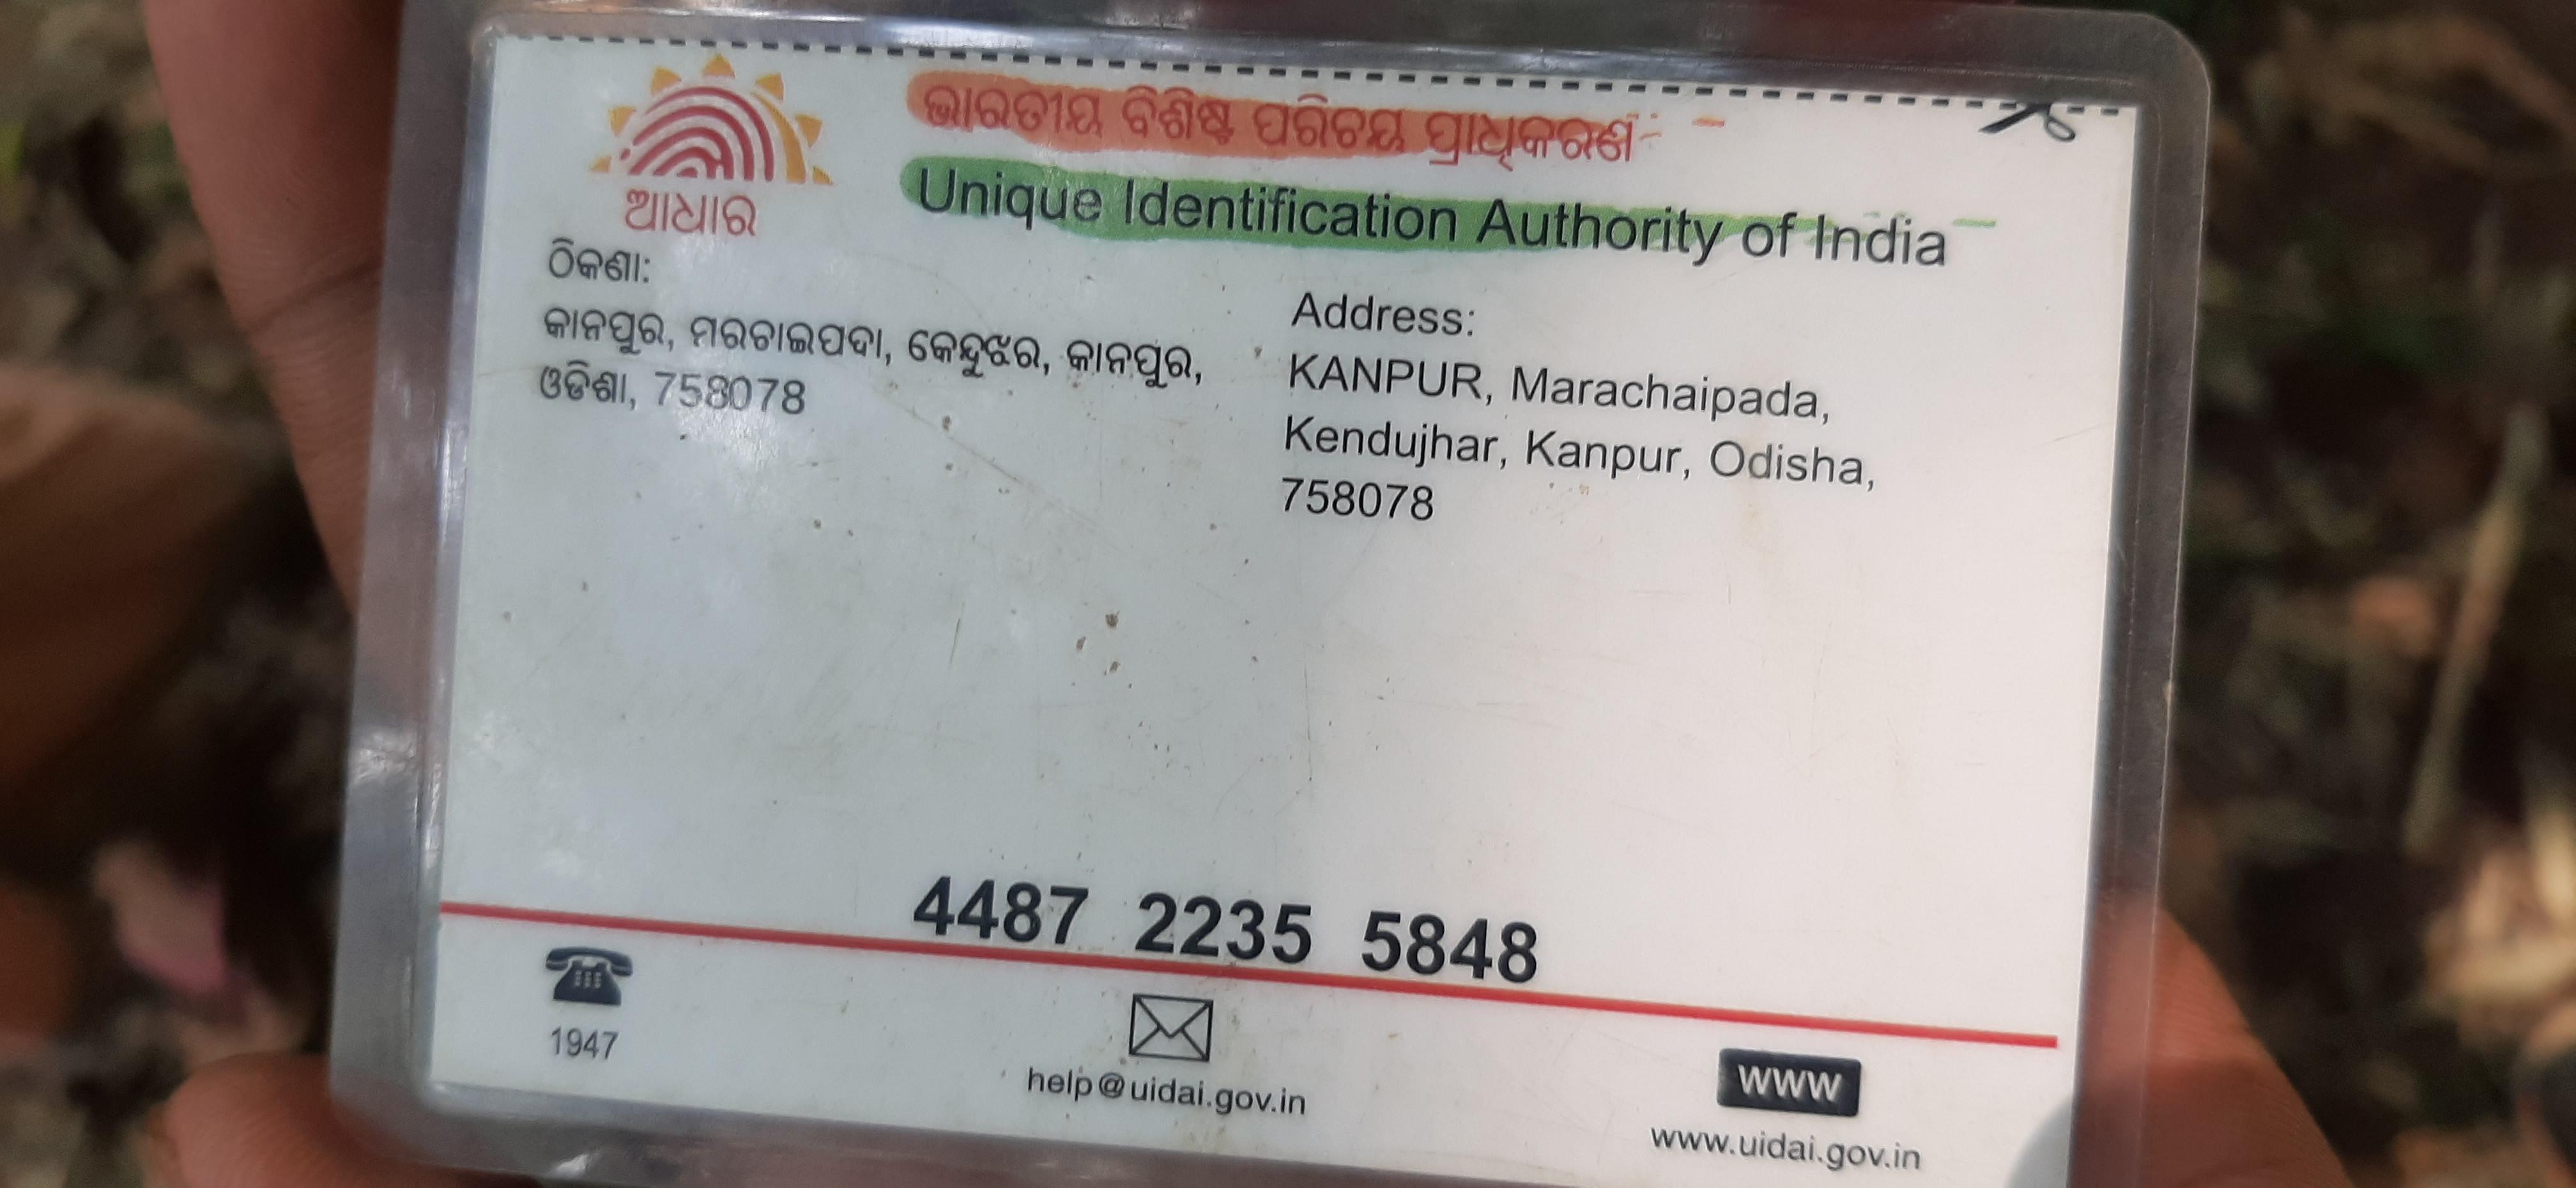 ଭାରତୀୟ ବିଶିଷ୍ଟ ପରିଚୟ ପ୍ରାଧିକରଣ
Unique Identification Authority of India
ଆଧାର
ଠିକଣା:
କାନପୁର, ମରଚାଇପଦା, କେନ୍ଦୁଝର, କାନପୁର,
ଓଡିଶା, 758078
Address:
KANPUR, Marachaipada,
Kendujhar, Kanpur, Odisha,
758078
4487 2235 5848
1947
help@uidai.gov.in
www
www.uidai.gov.in